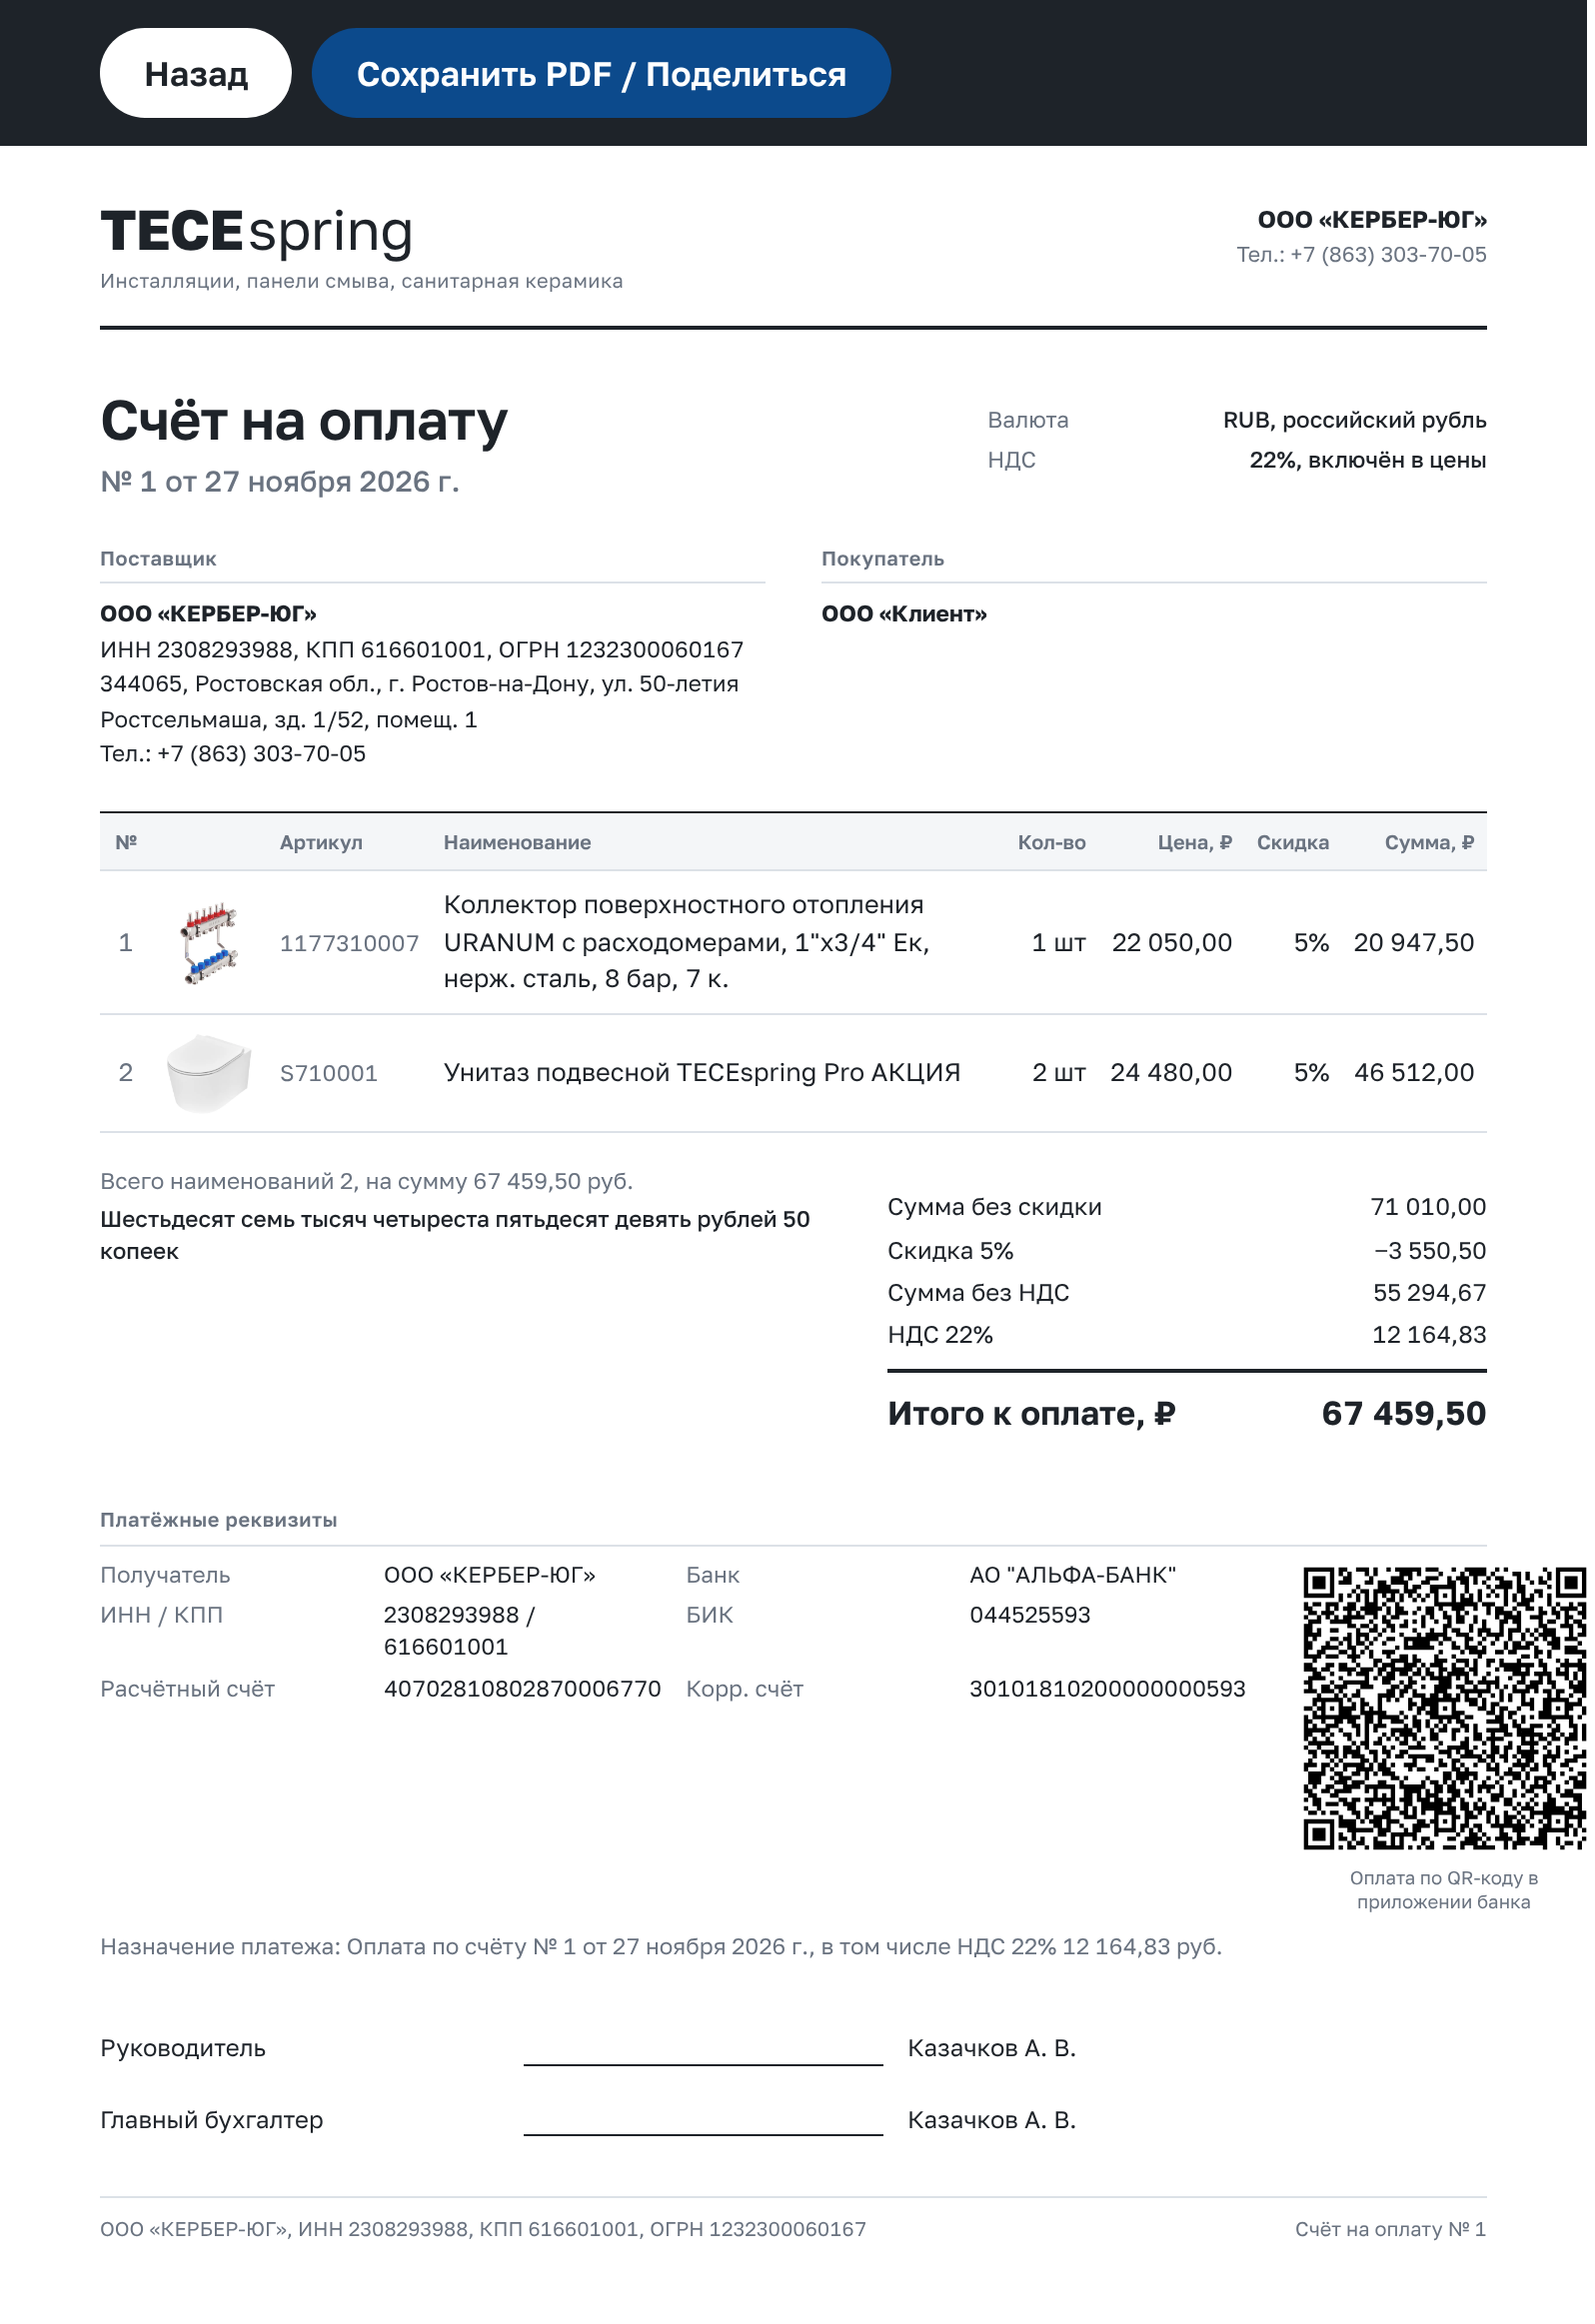 Назад Сохранить PDF / Поделиться
TECEspring
Инсталляции, панели смыва, санитарная керамика
ООО «КЕРБЕР-ЮГ»
Тел.: +7 (863) 303-70-05
Счёт на оплату
№ 1 от 27 ноября 2026 г.
Валюта RUB, российский рубль
НДС 22%, включён в цены
Поставщик
ООО «КЕРБЕР-ЮГ»
ИНН 2308293988, КПП 616601001, ОГРН 1232300060167
344065, Ростовская обл., г. Ростов-на-Дону, ул. 50-летия
Ростсельмаша, зд. 1/52, помещ. 1
Тел.: +7 (863) 303-70-05
Покупатель
ООО «Клиент»
№ Артикул Наименование Кол-во Цена, ₽ Скидка Сумма, ₽
Коллектор поверхностного отопления
1 1177310007 URANUM с расходомерами, 1"x3/4" Ек, 1 шт 22 050,00 5% 20 947,50
нерж. сталь, 8 бар, 7 к.
2 S710001 Унитаз подвесной TECEspring Pro АКЦИЯ 2 шт 24 480,00 5% 46 512,00
Всего наименований 2, на сумму 67 459,50 руб.
Шестьдесят семь тысяч четыреста пятьдесят девять рублей 50
копеек
Сумма без скидки 71 010,00
Скидка 5% −3 550,50
Сумма без НДС 55 294,67
НДС 22% 12 164,83
Итого к оплате, ₽ 67 459,50
Платёжные реквизиты
Получатель ООО «КЕРБЕР-ЮГ» Банк АО "АЛЬФА-БАНК"
ИНН / КПП 2308293988 / БИК 044525593
616601001
Расчётный счёт 40702810802870006770 Корр. счёт 30101810200000000593
Оплата по QR-коду в
приложении банка
Назначение платежа: Оплата по счёту № 1 от 27 ноября 2026 г., в том числе НДС 22% 12 164,83 руб.
Руководитель Казачков А. В.
Главный бухгалтер Казачков А. В.
ООО «КЕРБЕР-ЮГ», ИНН 2308293988, КПП 616601001, ОГРН 1232300060167 Счёт на оплату № 1